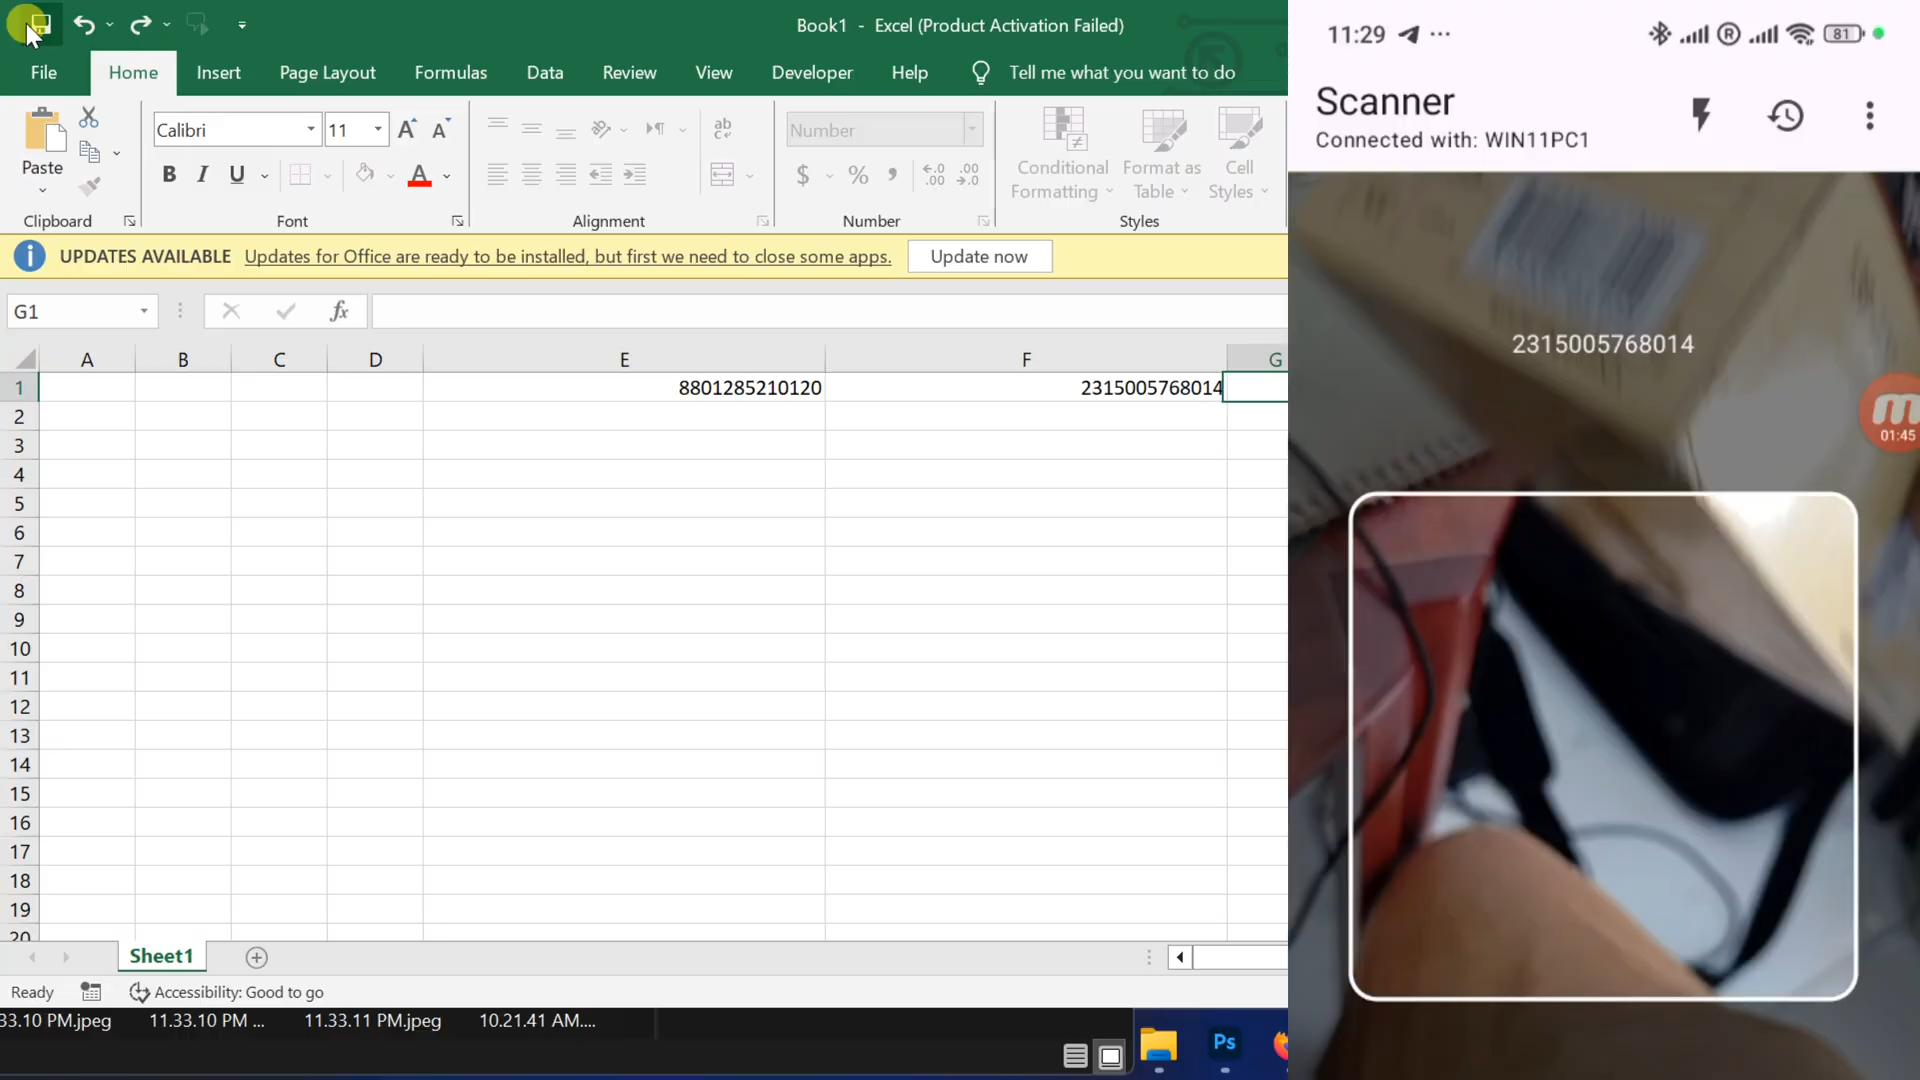 Book1 - Excel (Product Activation Failed)
File Home Insert Page Layout Formulas Data Review View Developer Help Tell me what you want to do
Calibri 11 ab Number
Paste B I U A $ % , .00 .00
Conditional Formatting Format as Table Cell Styles
Clipboard Font Alignment Number Styles
UPDATES AVAILABLE Updates for Office are ready to be installed, but first we need to close some apps. Update now
G1 fx
A B C D E F G
1 8801285210120 2315005768014
2
3
4
5
6
7
8
9
10
11
12
13
14
15
16
17
18
19
20
Sheet1
Ready Accessibility: Good to go
33.10 PM.jpeg 11.33.10 PM ... 11.33.11 PM.jpeg 10.21.41 AM....
Ps
11:29 ... R 81
Scanner
Connected with: WIN11PC1
2315005768014
01:45